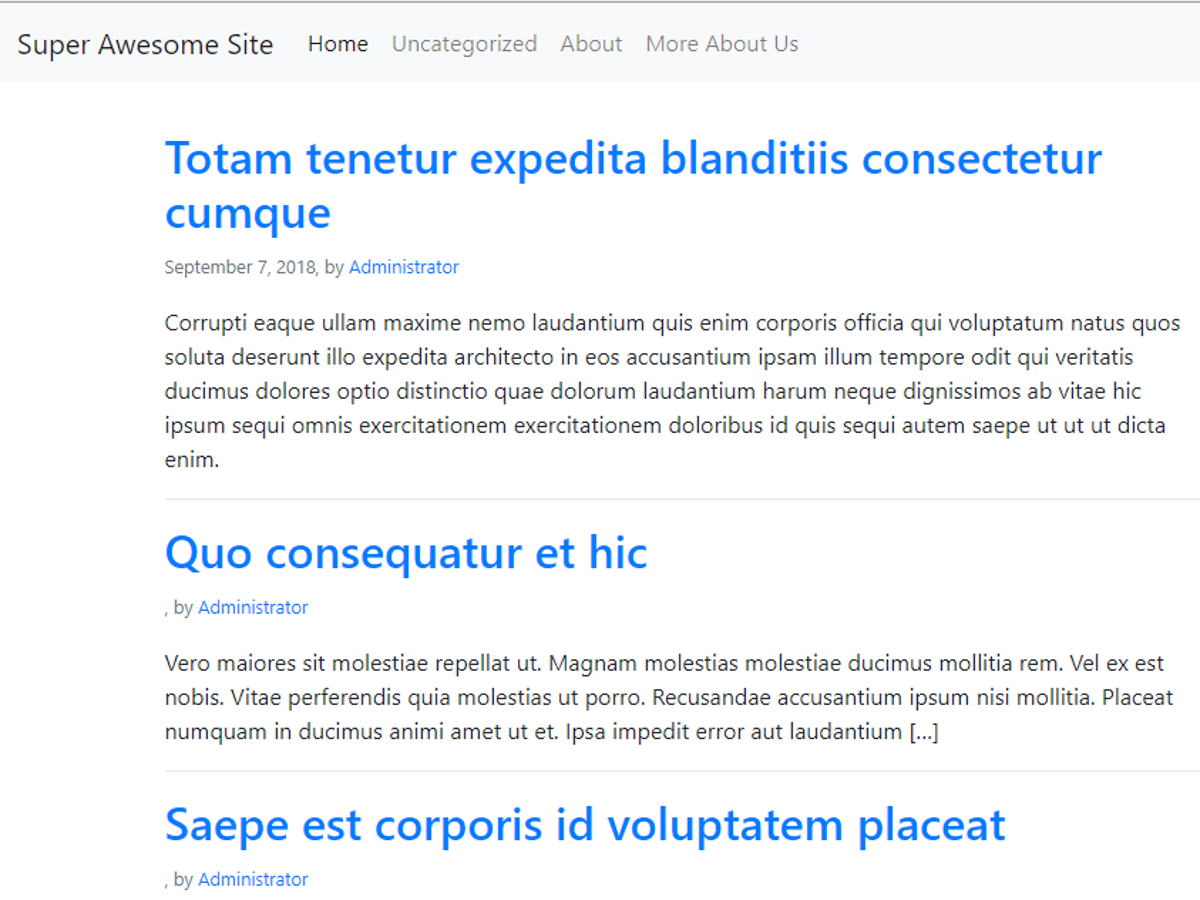 Super Awesome Site Home Uncategorized About More About Us
Totam tenetur expedita blanditiis consectetur
cumque
September 7, 2018, by Administrator
Corrupti eaque ullam maxime nemo laudantium quis enim corporis officia qui voluptatum natus quos
soluta deserunt illo expedita architecto in eos accusantium ipsam illum tempore odit qui veritatis
ducimus dolores optio distinctio quae dolorum laudantium harum neque dignissimos ab vitae hic
ipsum sequi omnis exercitationem exercitationem doloribus id quis sequi autem saepe ut ut ut dicta
enim.
Quo consequatur et hic
, by Administrator
Vero maiores sit molestiae repellat ut. Magnam molestias molestiae ducimus mollitia rem. Vel ex est
nobis. Vitae perferendis quia molestias ut porro. Recusandae accusantium ipsum nisi mollitia. Placeat
numquam in ducimus animi amet ut et. Ipsa impedit error aut laudantium [...]
Saepe est corporis id voluptatem placeat
, by Administrator